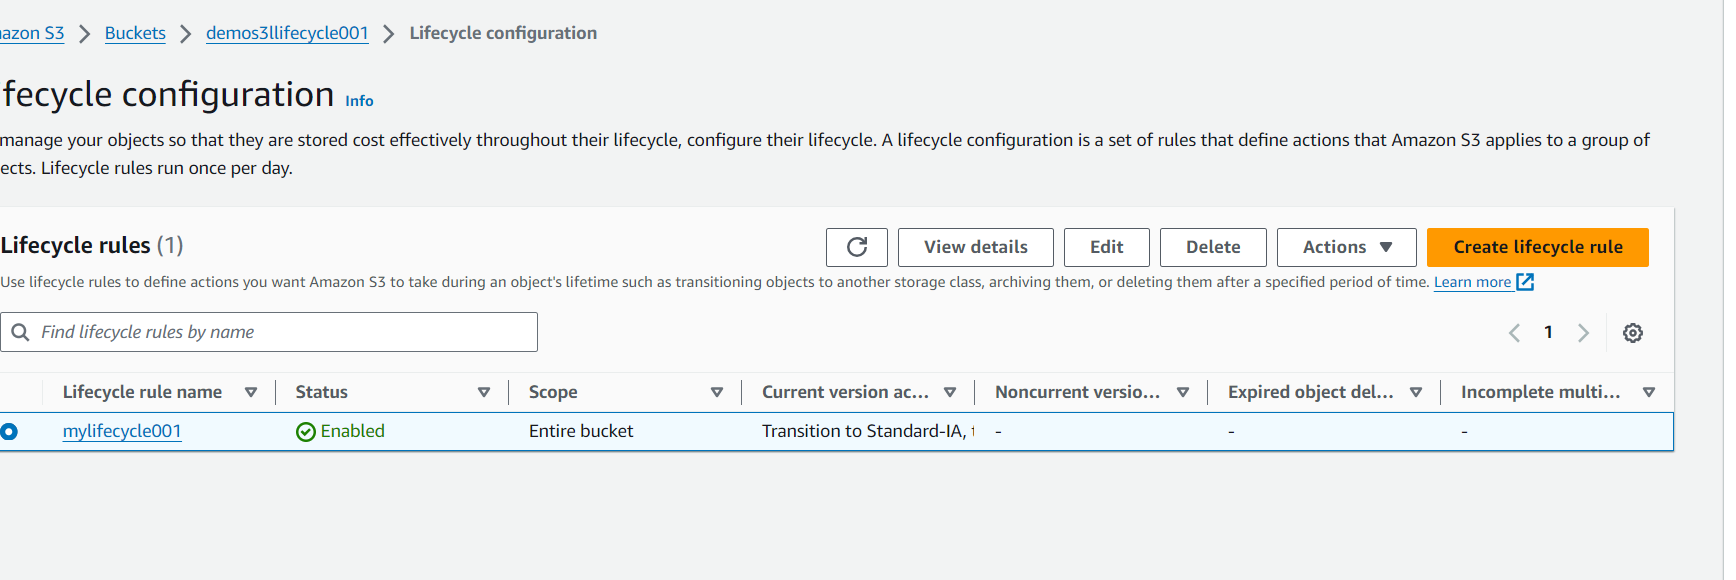 azon S3 > Buckets > demos3llifecycle001 > Lifecycle configuration
fecycle configuration Info
manage your objects so that they are stored cost effectively throughout their lifecycle, configure their lifecycle. A lifecycle configuration is a set of rules that define actions that Amazon S3 applies to a group of
ects. Lifecycle rules run once per day.
Lifecycle rules (1) View details Edit Delete Actions Create lifecycle rule
Use lifecycle rules to define actions you want Amazon S3 to take during an object's lifetime such as transitioning objects to another storage class, archiving them, or deleting them after a specified period of time. Learn more
Find lifecycle rules by name 1
Lifecycle rule name Status Scope Current version ac... Noncurrent versio... Expired object del... Incomplete multi...
mylifecycle001 Enabled Entire bucket Transition to Standard-IA, - - -